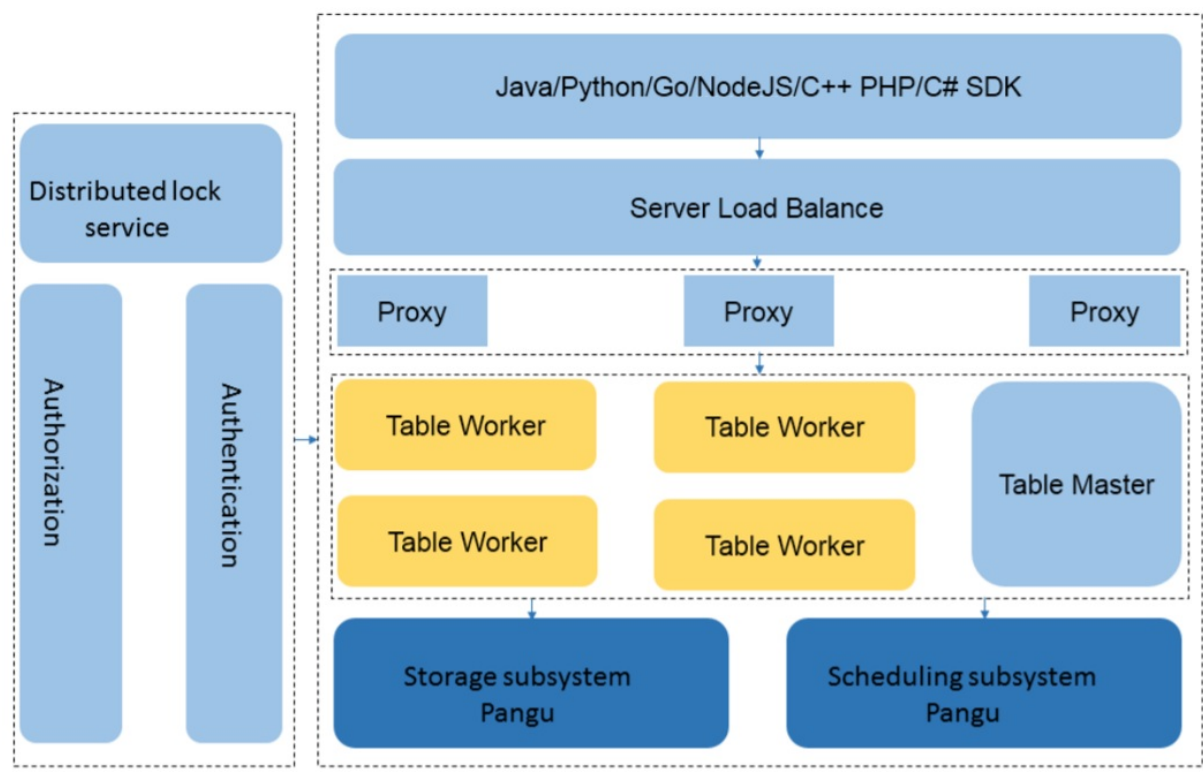 Java/Python/Go/NodeJS/C++ PHP/C# SDK
Distributed lock
service
Server Load Balance
Proxy
Proxy
Proxy
Authorization
Authentication
Table Worker
Table Worker
Table Master
Table Worker
Table Worker
Storage subsystem
Pangu
Scheduling subsystem
Pangu